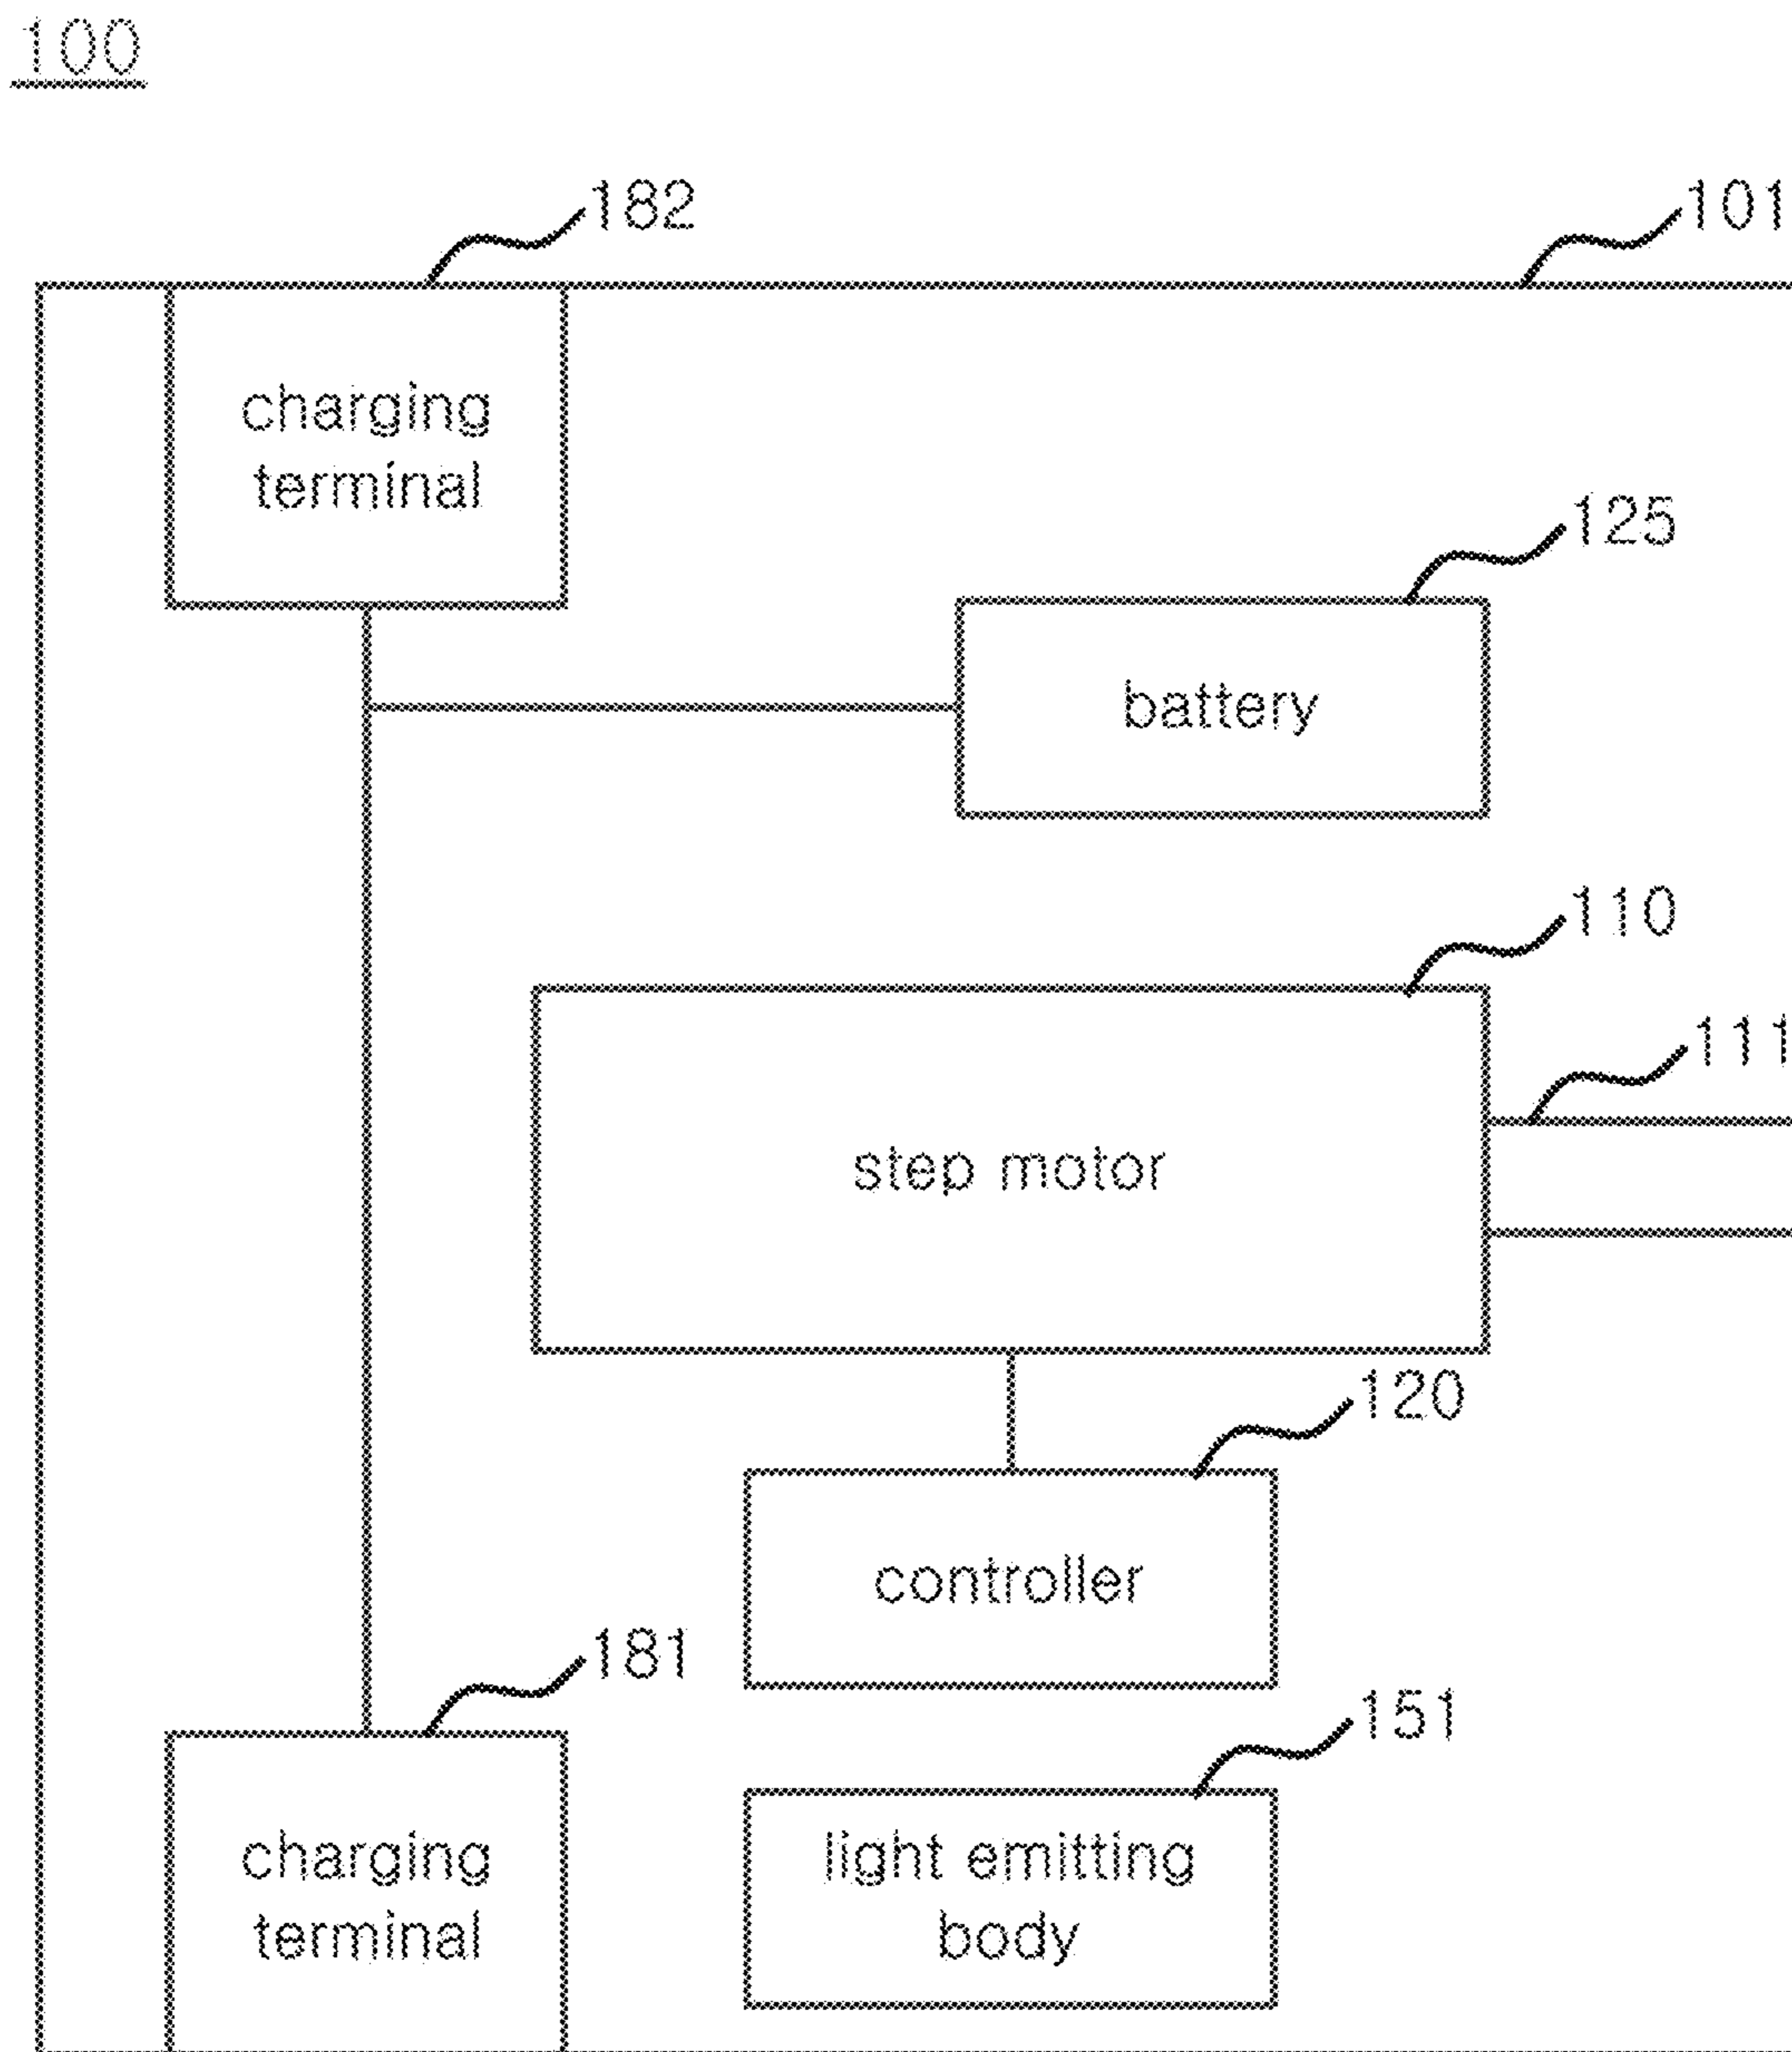 100
182
101
charging
terminal
125
battery
110
111
step motor
120
controller
181
151
charging
terminal
light emitting
body